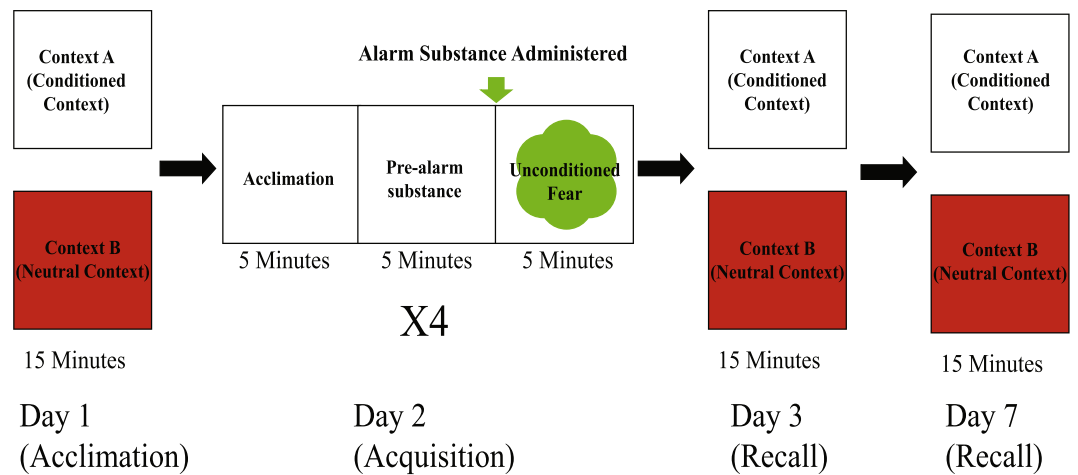 Context A
(Conditioned
Context)
Context B
(Neutral Context)
15 Minutes
Day 1
(Acclimation)
Alarm Substance Administered
Acclimation
Pre-alarm
substance
Unconditioned
Fear
5 Minutes
5 Minutes
5 Minutes
X4
Day 2
(Acquisition)
Context A
(Conditioned
Context)
Context B
(Neutral Context)
15 Minutes
Day 3
(Recall)
Context A
(Conditioned
Context)
Context B
(Neutral Context)
15 Minutes
Day 7
(Recall)